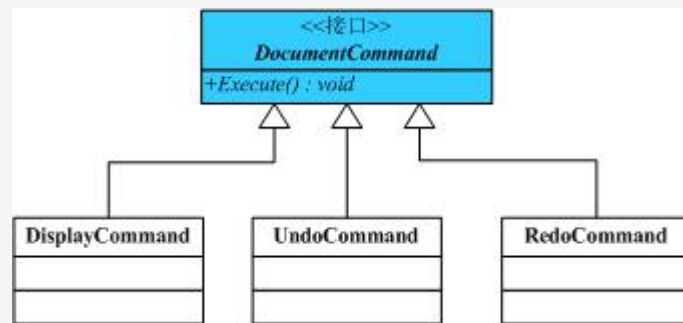 <<接口>>
DocumentCommand
+Execute() : void
DisplayCommand
UndoCommand
RedoCommand